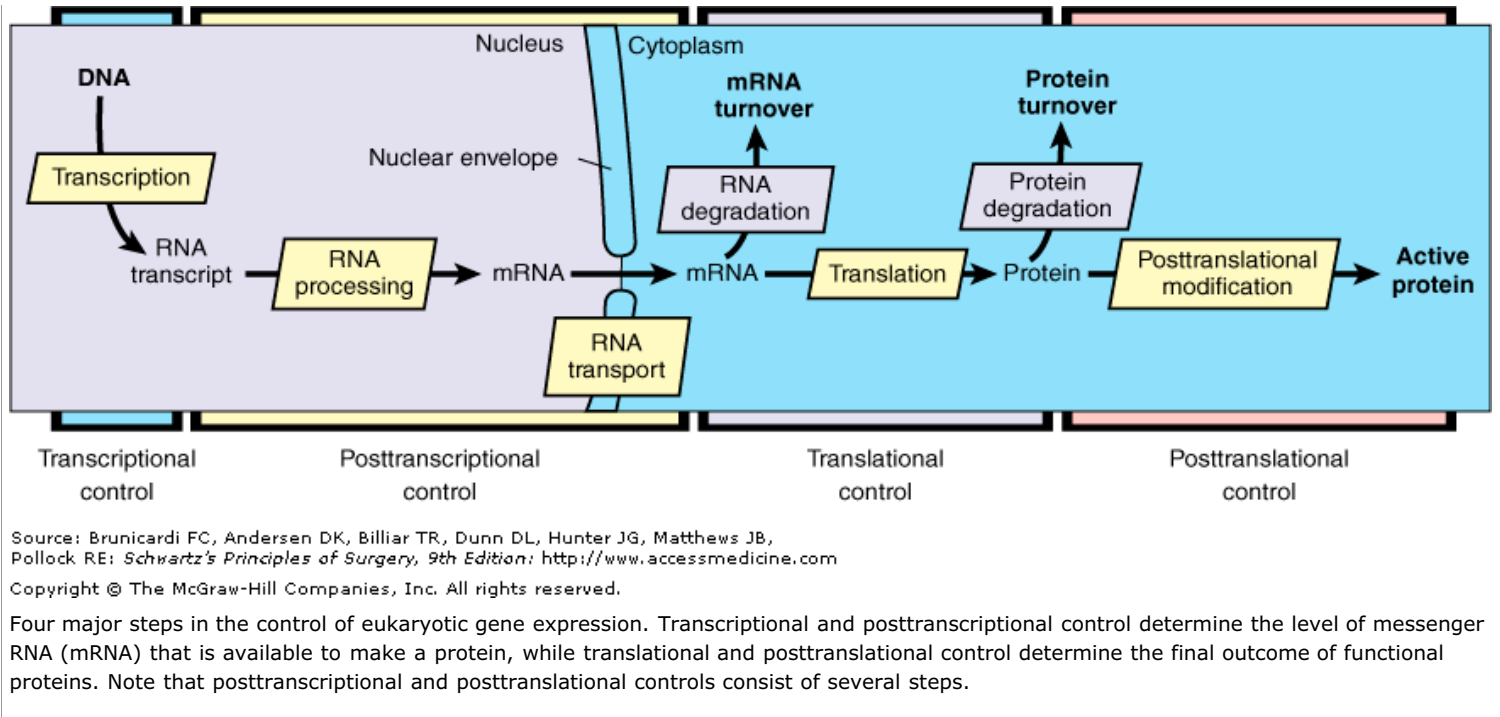 Nucleus
Cytoplasm
DNA
mRNA
turnover
Protein
turnover
Transcription
Nuclear envelope
RNA
degradation
Protein
degradation
RNA
transcript
RNA
processing
mRNA
mRNA
Translation
Protein
Posttranslational
modification
Active
protein
RNA
transport
Transcriptional
control
Posttranscriptional
control
Translational
control
Posttranslational
control
Source: Brunicardi FC, Andersen DK, Billiar TR, Dunn DL, Hunter JG, Matthews JB,
Pollock RE: Schwartz's Principles of Surgery, 9th Edition: http://www.accessmedicine.com
Copyright © The McGraw-Hill Companies, Inc. All rights reserved.
Four major steps in the control of eukaryotic gene expression. Transcriptional and posttranscriptional control determine the level of messenger
RNA (mRNA) that is available to make a protein, while translational and posttranslational control determine the final outcome of functional
proteins. Note that posttranscriptional and posttranslational controls consist of several steps.